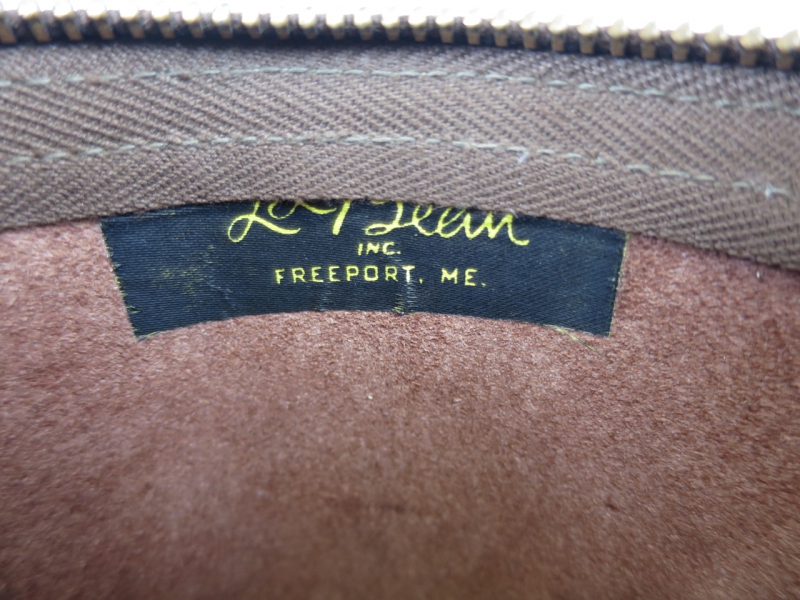 L.L. Bean
INC.
FREEPORT, ME.